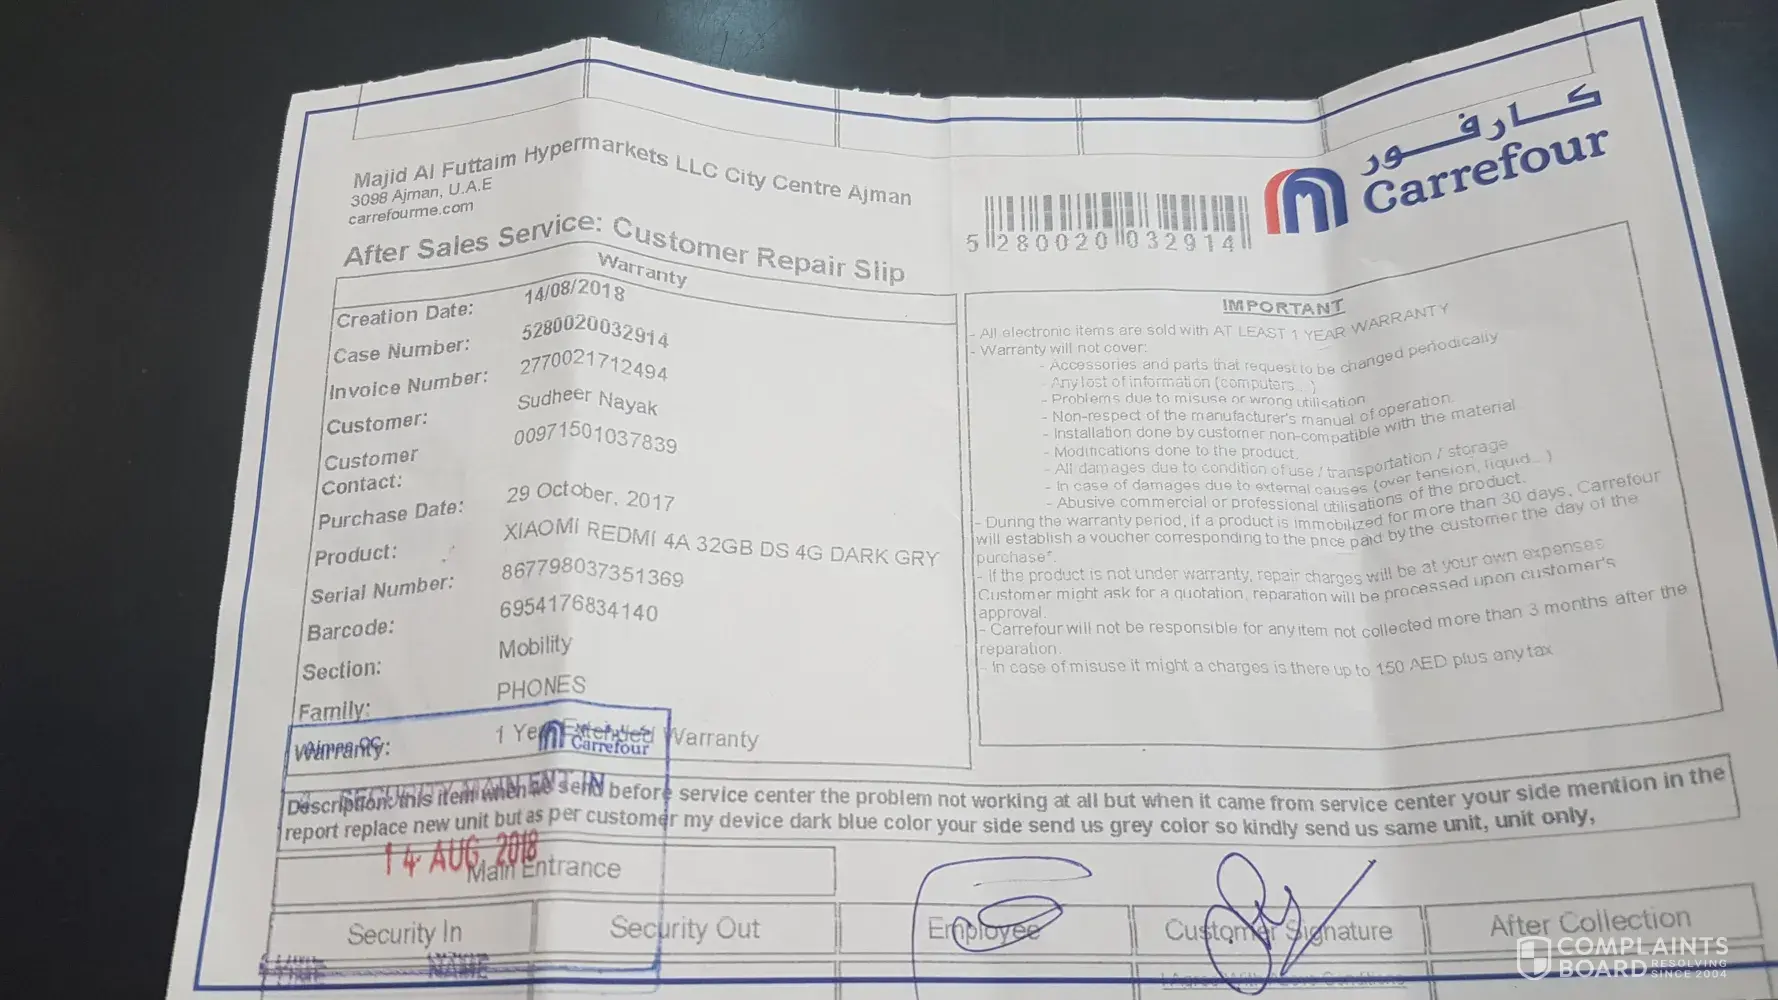 Majid Al Futtaim Hypermarkets LLC City Centre Ajman
3098 Ajman, U.A.E
carrefourme.com
After Sales Service: Customer Repair Slip
5 280020 032914
كارفور
Carrefour
Warranty
Creation Date: 14/08/2018
Case Number: 5280020032914
Invoice Number: 2770021712494
Customer: Sudheer Nayak
Customer Contact: 00971501037839
Purchase Date: 29 October, 2017
Product: XIAOMI REDMI 4A 32GB DS 4G DARK GRY
Serial Number: 867798037351369
Barcode: 6954176834140
Section: Mobility
Family: PHONES
Warranty: 1 Year Extended Warranty
IMPORTANT
- All electronic items are sold with AT LEAST 1 YEAR WARRANTY
- Warranty will not cover:
- Accessories and parts that request to be changed periodically
- Any lost of information (computers...)
- Problems due to misuse or wrong utilisation
- Non-respect of the manufacturer's manual of operation.
- Installation done by customer non-compatible with the material
- Modifications done to the product.
- All damages due to condition of use / transportation / storage
- In case of damages due to external causes (over tension, liquid...)
- Abusive commercial or professional utilisations of the product.
- During the warranty period, if a product is immobilized for more than 30 days, Carrefour
will establish a voucher corresponding to the price paid by the customer the day of the
purchase*.
- If the product is not under warranty, repair charges will be at your own expenses
Customer might ask for a quotation, reparation will be processed upon customer's
approval.
- Carrefour will not be responsible for any item not collected more than 3 months after the
reparation.
- In case of misuse it might a charges is there up to 150 AED plus any tax
Carrefour
SECURITY MAIN ENT IN
Description: this item when we send before service center the problem not working at all but when it came from service center your side mention in the
report replace new unit but as per customer my device dark blue color your side send us grey color so kindly send us same unit, unit only,
14 AUG 2018
Main Entrance
Security In
Security Out
Employee
Customer Signature
After Collection
TIME NAME
COMPLAINTS
BOARD RESOLVING
SINCE 2004